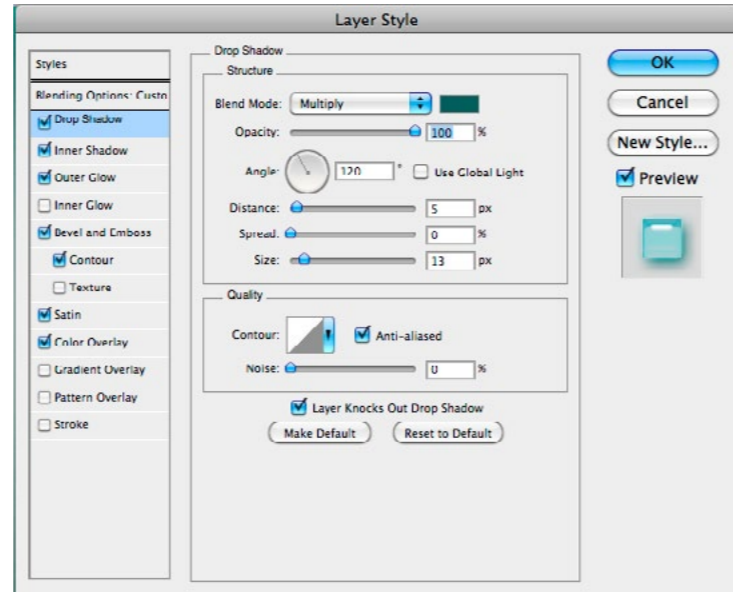 Layer Style
Styles
Blending Options: Custo
Drop Shadow
Inner Shadow
Outer Glow
Inner Glow
Bevel and Emboss
Contour
Texture
Satin
Color Overlay
Gradient Overlay
Pattern Overlay
Stroke
Drop Shadow
Structure
Blend Mode: Multiply
Opacity: 100 %
Angle: 120 ° Use Global Light
Distance: 5 px
Spread: 0 %
Size: 13 px
Quality
Contour: Anti-aliased
Noise: 0 %
Layer Knocks Out Drop Shadow
Make Default Reset to Default
OK
Cancel
New Style...
Preview